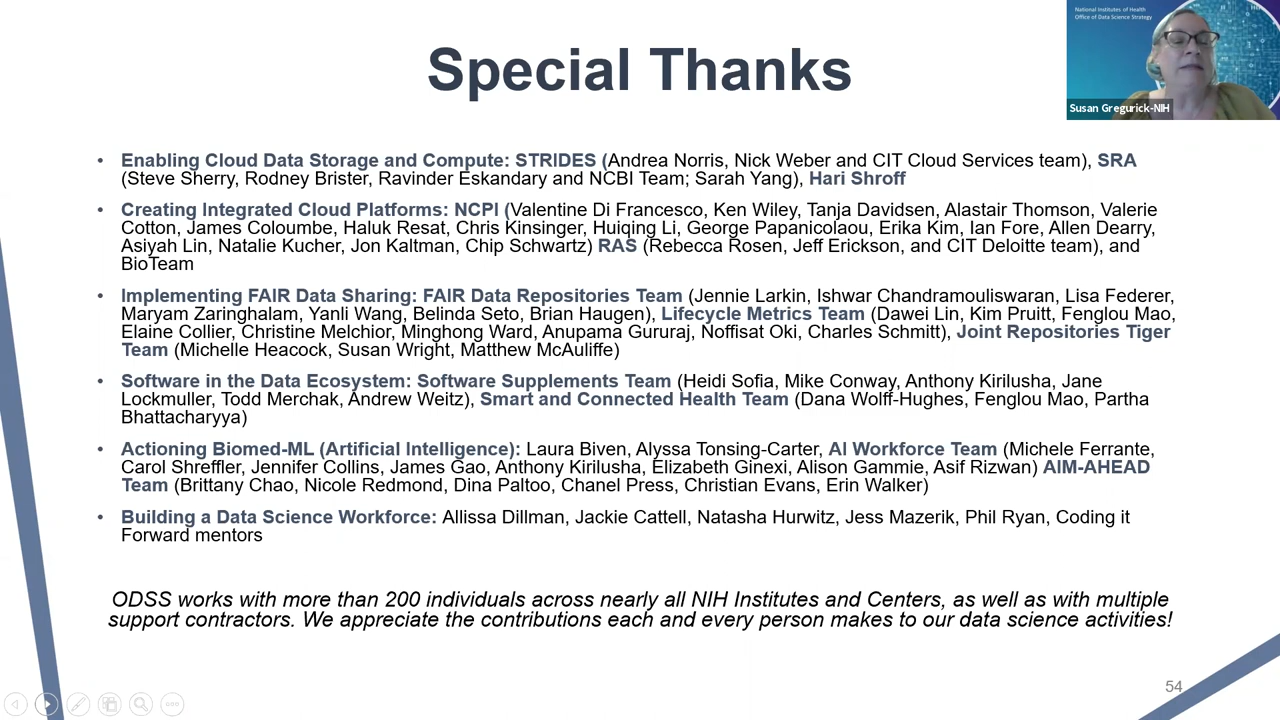 National Institutes of Health
Office of Data Science Strategy
Susan Gregurick-NIH
Special Thanks
• Enabling Cloud Data Storage and Compute: STRIDES (Andrea Norris, Nick Weber and CIT Cloud Services team), SRA
(Steve Sherry, Rodney Brister, Ravinder Eskandary and NCBI Team; Sarah Yang), Hari Shroff
• Creating Integrated Cloud Platforms: NCPI (Valentine Di Francesco, Ken Wiley, Tanja Davidsen, Alastair Thomson, Valerie
Cotton, James Coloumbe, Haluk Resat, Chris Kinsinger, Huiqing Li, George Papanicolaou, Erika Kim, Ian Fore, Allen Dearry,
Asiyah Lin, Natalie Kucher, Jon Kaltman, Chip Schwartz) RAS (Rebecca Rosen, Jeff Erickson, and CIT Deloitte team), and
BioTeam
• Implementing FAIR Data Sharing: FAIR Data Repositories Team (Jennie Larkin, Ishwar Chandramouliswaran, Lisa Federer,
Maryam Zaringhalam, Yanli Wang, Belinda Seto, Brian Haugen), Lifecycle Metrics Team (Dawei Lin, Kim Pruitt, Fenglou Mao,
Elaine Collier, Christine Melchior, Minghong Ward, Anupama Gururaj, Noffisat Oki, Charles Schmitt), Joint Repositories Tiger
Team (Michelle Heacock, Susan Wright, Matthew McAuliffe)
• Software in the Data Ecosystem: Software Supplements Team (Heidi Sofia, Mike Conway, Anthony Kirilusha, Jane
Lockmuller, Todd Merchak, Andrew Weitz), Smart and Connected Health Team (Dana Wolff-Hughes, Fenglou Mao, Partha
Bhattacharyya)
• Actioning Biomed-ML (Artificial Intelligence): Laura Biven, Alyssa Tonsing-Carter, AI Workforce Team (Michele Ferrante,
Carol Shreffler, Jennifer Collins, James Gao, Anthony Kirilusha, Elizabeth Ginexi, Alison Gammie, Asif Rizwan) AIM-AHEAD
Team (Brittany Chao, Nicole Redmond, Dina Paltoo, Chanel Press, Christian Evans, Erin Walker)
• Building a Data Science Workforce: Allissa Dillman, Jackie Cattell, Natasha Hurwitz, Jess Mazerik, Phil Ryan, Coding it
Forward mentors
ODSS works with more than 200 individuals across nearly all NIH Institutes and Centers, as well as with multiple
support contractors. We appreciate the contributions each and every person makes to our data science activities!
54